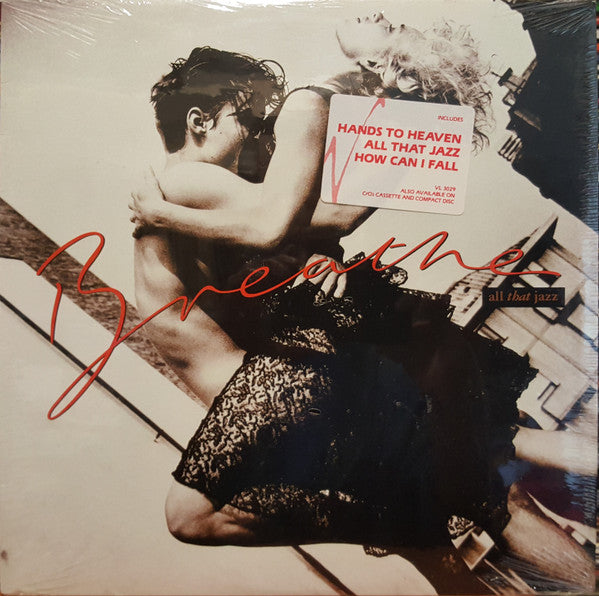 INCLUDES
HANDS TO HEAVEN
ALL THAT JAZZ
HOW CAN I FALL
VL 3029
ALSO AVAILABLE ON
C/O: CASSETTE AND COMPACT DISC
Breathe
all that jazz